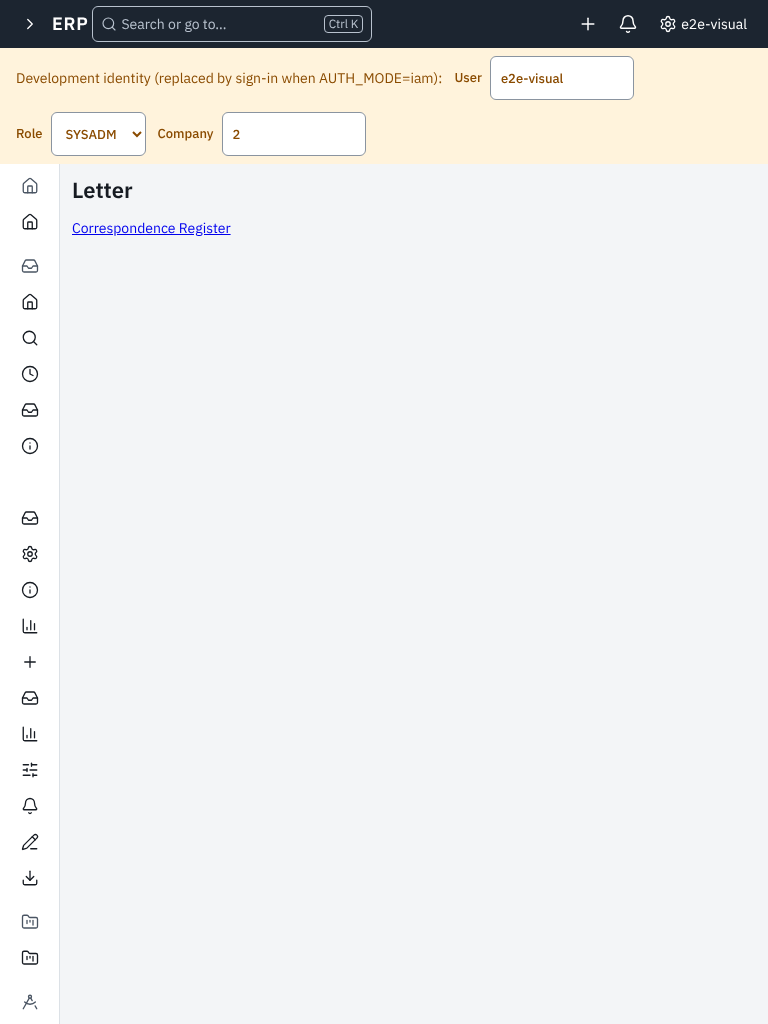 ERP Search or go to... Ctrl K e2e-visual
Development identity (replaced by sign-in when AUTH_MODE=iam): User e2e-visual
Role SYSADM Company 2
Letter
Correspondence Register